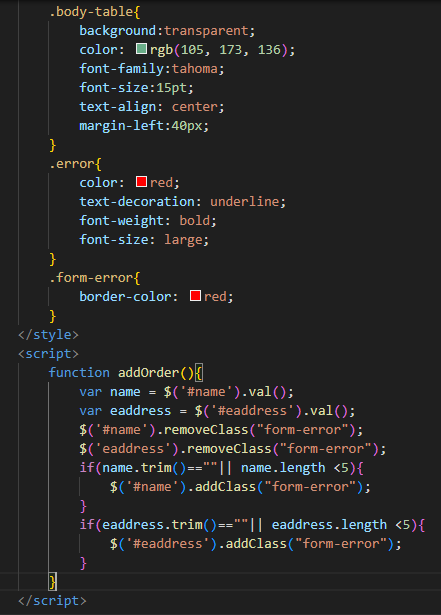 .body-table{
background:transparent;
color: rgb(105, 173, 136);
font-family:tahoma;
font-size:15pt;
text-align: center;
margin-left:40px;
}
.error{
color: red;
text-decoration: underline;
font-weight: bold;
font-size: large;
}
.form-error{
border-color: red;
}
</style>
<script>
function addOrder(){
var name = $('#name').val();
var eaddress = $('#eaddress').val();
$('#name').removeClass("form-error");
$('eaddress').removeClass("form-error");
if(name.trim()==""|| name.length <5){
$('#name').addClass("form-error");
}
if(eaddress.trim()==""|| eaddress.length <5){
$('#eaddress').addClass("form-error");
}
}
</script>